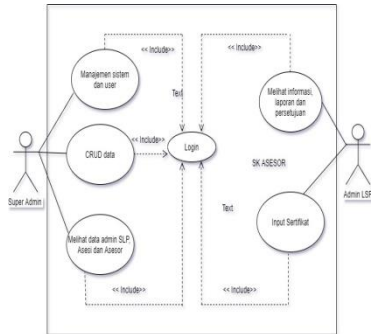 << Include>>
<< Include>>
Manajemen sistem
dan user
Melihat informasi,
laporan dan
persetujuan
Text
<< Include>>
CRUD data
Login
SK ASESOR
Super Admin
Admin LSP
Text
Melihat data admin SLP,
Asesi dan Asesor
Input Sertifikat
<< Include>>
<< Include>>